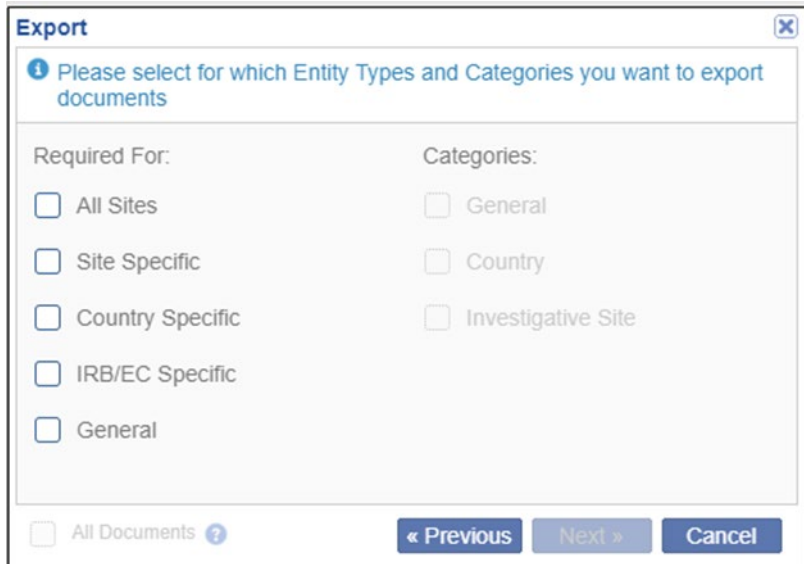 Export
Please select for which Entity Types and Categories you want to export
documents
Required For:
Categories:
All Sites
General
Site Specific
Country
Country Specific
Investigative Site
IRB/EC Specific
General
All Documents ?
« Previous
Next »
Cancel